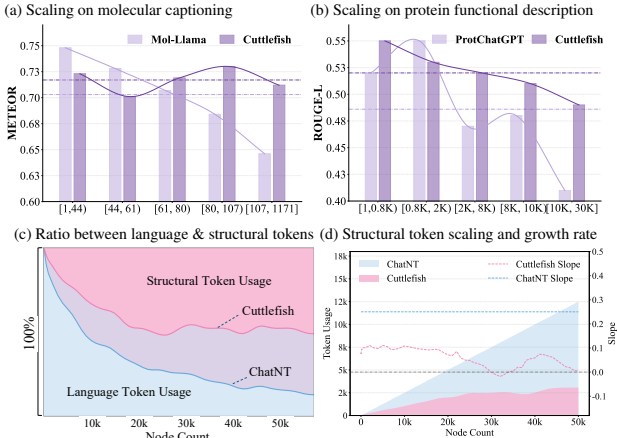 (a) Scaling on molecular captioning
Mol-Llama Cuttlefish
METEOR
0.75
0.73
0.70
0.68
0.65
0.63
0.60
[1,44) [44, 61) [61, 80) [80, 107) [107, 1171]
(b) Scaling on protein functional description
ProtChatGPT Cuttlefish
ROUGE-L
0.55
0.53
0.50
0.48
0.45
0.43
0.40
[1,0.8K) [0.8K, 2K) [2K, 8K) [8K, 10K) [10K, 30K]
(c) Ratio between language & structural tokens
100%
Structural Token Usage
Cuttlefish
ChatNT
Language Token Usage
10k 20k 30k 40k 50k
Node Count
(d) Structural token scaling and growth rate
ChatNT Cuttlefish Slope
Cuttlefish ChatNT Slope
Token Usage
18k
15k
12k
10k
8k
5k
2k
0
0 10k 20k 30k 40k 50k
Node Count
0.5
0.4
0.3
0.2
0.1
0.0
-0.1
Slope